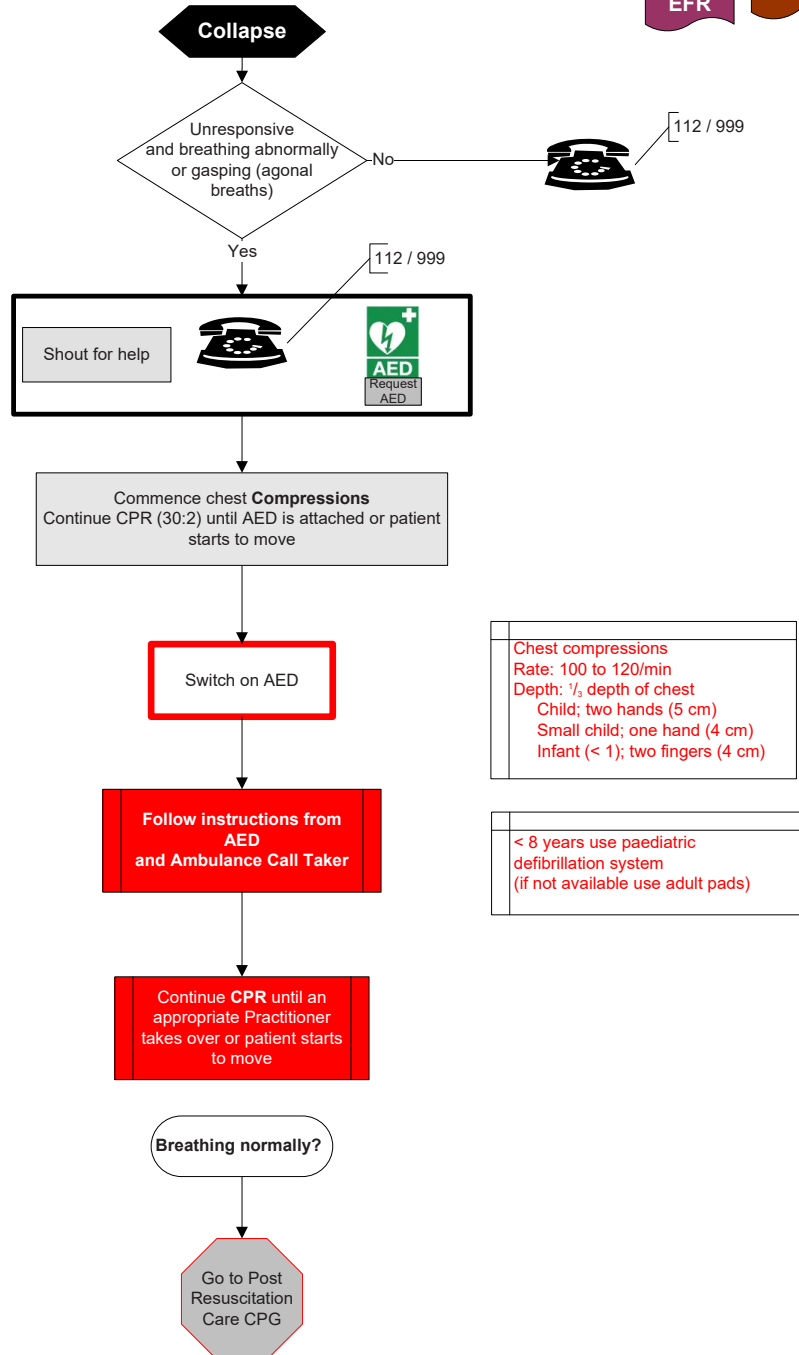 EFR
Collapse
Unresponsive
and breathing abnormally
or gasping (agonal
breaths)
No
112 / 999
Yes
112 / 999
Shout for help
AED
Request
AED
Commence chest Compressions
Continue CPR (30:2) until AED is attached or patient
starts to move
Switch on AED
Chest compressions
Rate: 100 to 120/min
Depth: 1/3 depth of chest
Child; two hands (5 cm)
Small child; one hand (4 cm)
Infant (< 1); two fingers (4 cm)
Follow instructions from
AED
and Ambulance Call Taker
< 8 years use paediatric
defibrillation system
(if not available use adult pads)
Continue CPR until an
appropriate Practitioner
takes over or patient starts
to move
Breathing normally?
Go to Post
Resuscitation
Care CPG